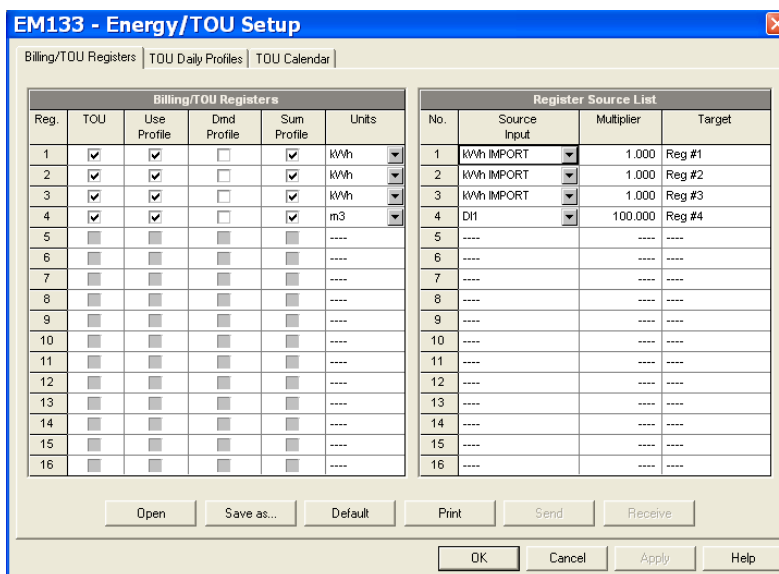 EM133 - Energy/TOU Setup
Billing/TOU Registers TOU Daily Profiles TOU Calendar
Billing/TOU Registers Register Source List
Reg. TOU Use Profile Dmd Profile Sum Profile Units No. Source Input Multiplier Target
1 kWh 1 kWh IMPORT 1.000 Reg #1
2 kWh 2 kWh IMPORT 1.000 Reg #2
3 kWh 3 kWh IMPORT 1.000 Reg #3
4 m3 4 DI1 100.000 Reg #4
5 ---- 5 ---- ---- ----
6 ---- 6 ---- ---- ----
7 ---- 7 ---- ---- ----
8 ---- 8 ---- ---- ----
9 ---- 9 ---- ---- ----
10 ---- 10 ---- ---- ----
11 ---- 11 ---- ---- ----
12 ---- 12 ---- ---- ----
13 ---- 13 ---- ---- ----
14 ---- 14 ---- ---- ----
15 ---- 15 ---- ---- ----
16 ---- 16 ---- ---- ----
Open Save as... Default Print Send Receive
OK Cancel Apply Help